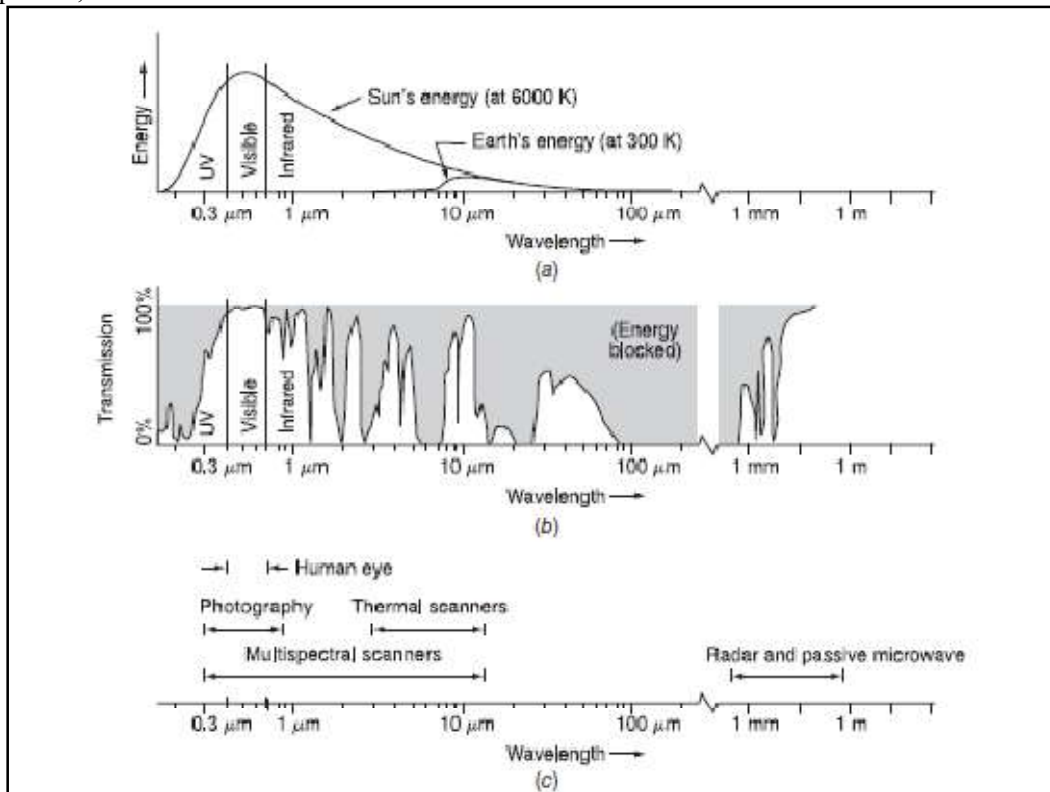 Energy
UV
Visible
Infrared
Sun's energy (at 6000 K)
Earth's energy (at 300 K)
0.3 μm
1 μm
10 μm
100 μm
1 mm
1 m
Wavelength
(a)
Transmission
100%
0%
UV
Visible
Infrared
(Energy
blocked)
0.3 μm
1 μm
10 μm
100 μm
1 mm
1 m
Wavelength
(b)
Human eye
Photography
Thermal scanners
Multispectral scanners
Radar and passive microwave
0.3 μm
1 μm
10 μm
100 μm
1 mm
1 m
Wavelength
(c)